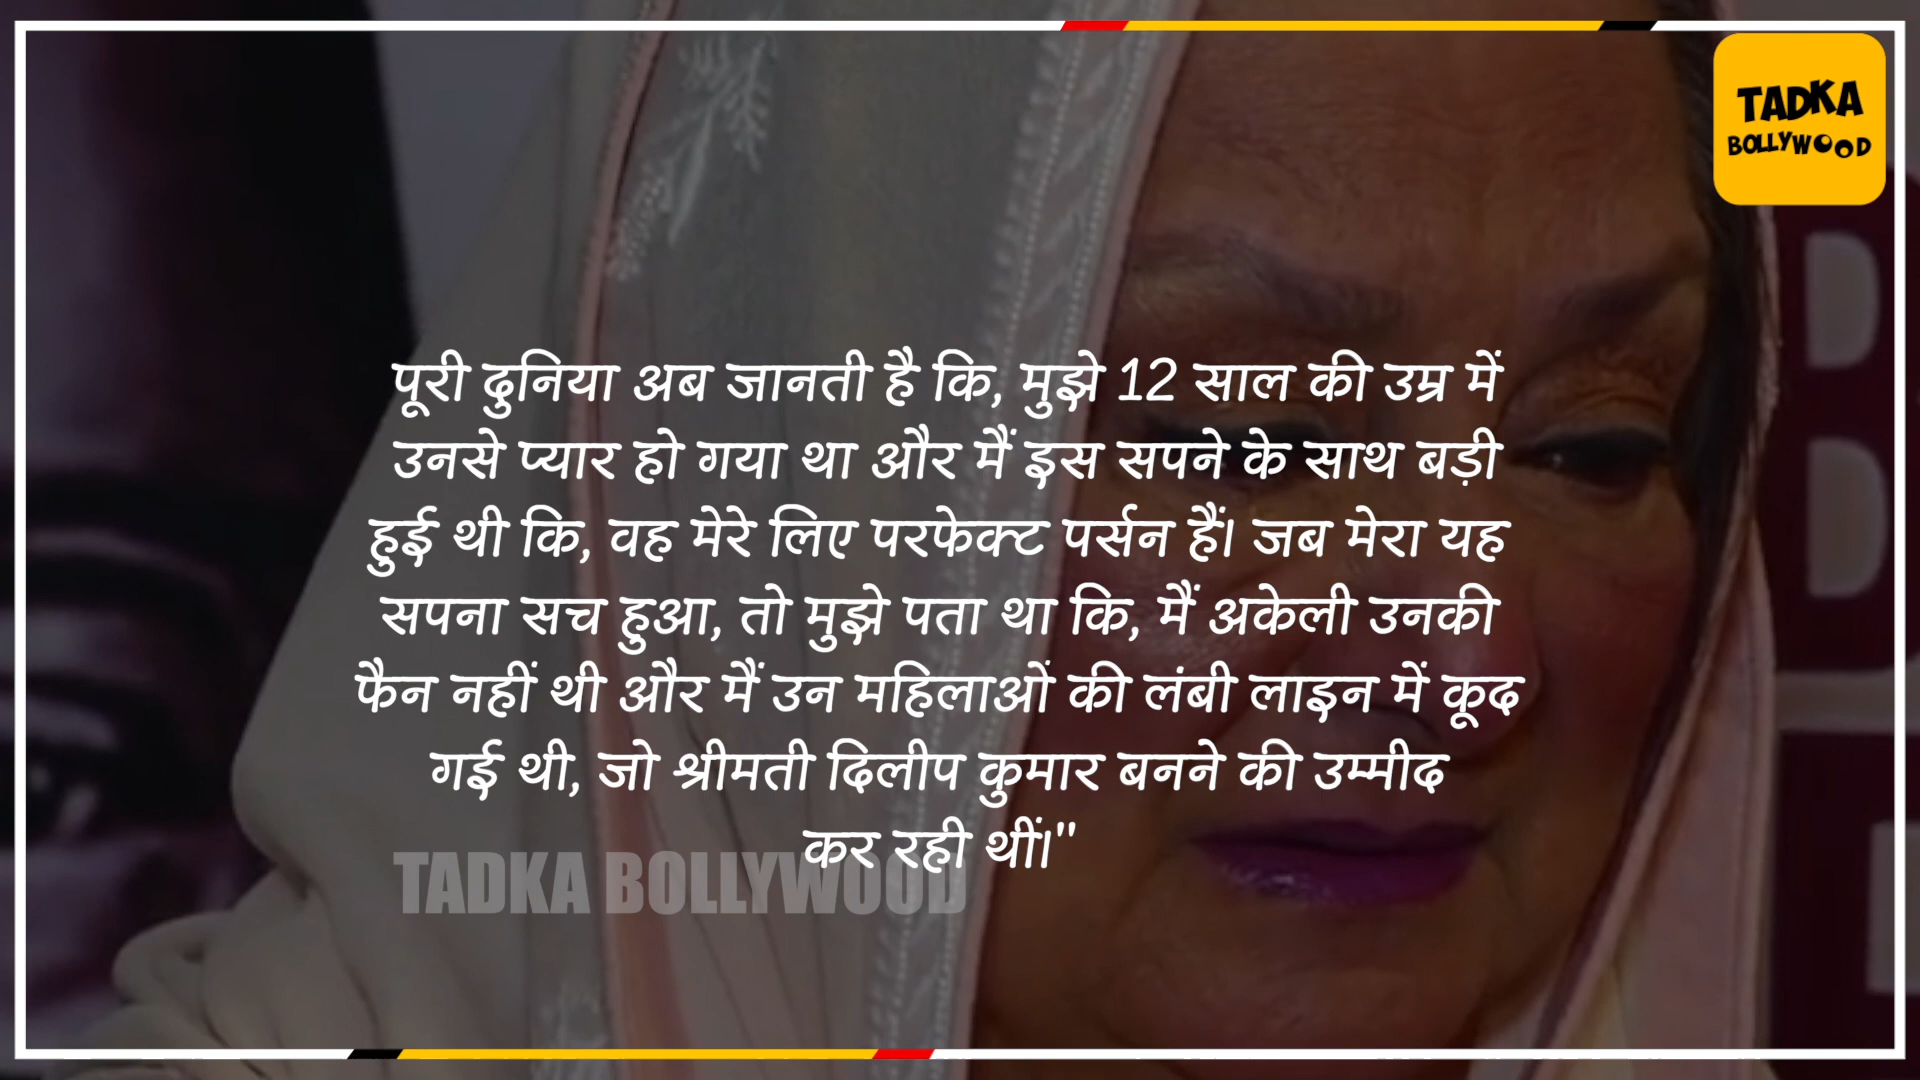 TADKA
BOLLYWOOD
पूरी दुनिया अब जानती है कि, मुझे 12 साल की उम्र में
उनसे प्यार हो गया था और मैं इस सपने के साथ बड़ी
हुई थी कि, वह मेरे लिए परफेक्ट पर्सन हैं। जब मेरा यह
सपना सच हुआ, तो मुझे पता था कि, मैं अकेली उनकी
फैन नहीं थी और मैं उन महिलाओं की लंबी लाइन में कूद
गई थी, जो श्रीमती दिलीप कुमार बनने की उम्मीद
कर रही थीं।"
TADKA BOLLYWOOD